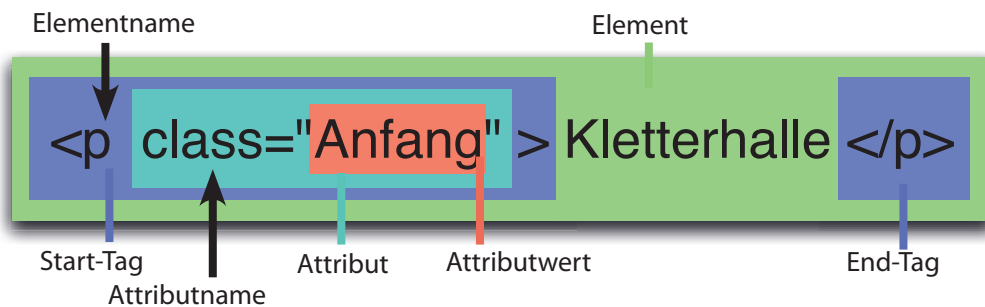 Elementname Element
<p class="Anfang" > Kletterhalle </p>
Start-Tag Attribut Attributwert End-Tag
Attributname